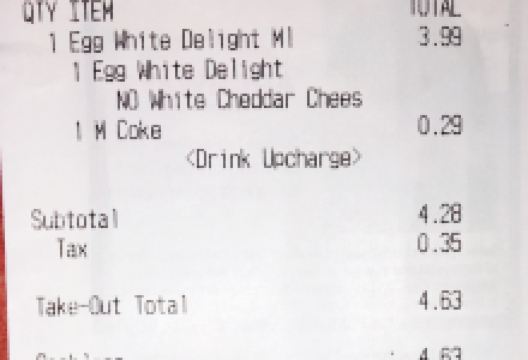 QTY ITEM TOTAL
1 Egg White Delight Ml 3.99
1 Egg White Delight
NO White Cheddar Chees
1 M Coke 0.29
<Drink Upcharge>
Subtotal 4.28
Tax 0.35
Take-Out Total 4.63
Cashless 4.63